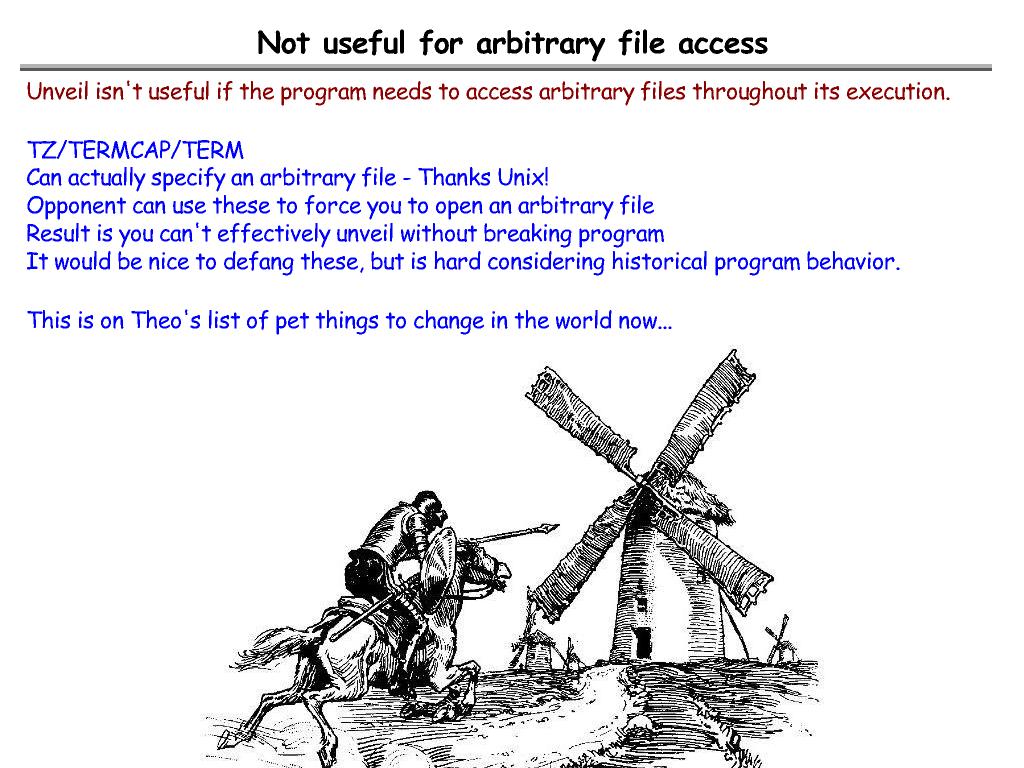 Not useful for arbitrary file access
Unveil isn't useful if the program needs to access arbitrary files throughout its execution.
TZ/TERMCAP/TERM
Can actually specify an arbitrary file - Thanks Unix!
Opponent can use these to force you to open an arbitrary file
Result is you can't effectively unveil without breaking program
It would be nice to defang these, but is hard considering historical program behavior.
This is on Theo's list of pet things to change in the world now...